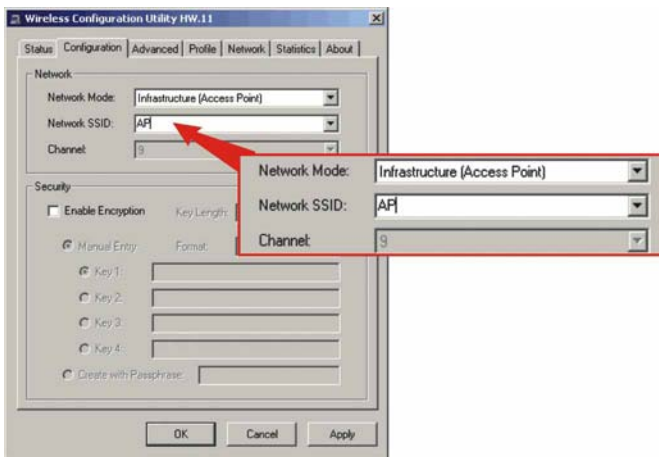 Wireless Configuration Utility HW.11
Status Configuration Advanced Profile Network Statistics About
Network
Network Mode: Infrastructure (Access Point)
Network SSID: AP
Channel: 9
Network Mode: Infrastructure (Access Point)
Network SSID: AP
Channel: 9
Security
Enable Encryption Key Length:
Manual Entry Format:
Key 1:
Key 2:
Key 3:
Key 4:
Create with Passphrase:
OK Cancel Apply